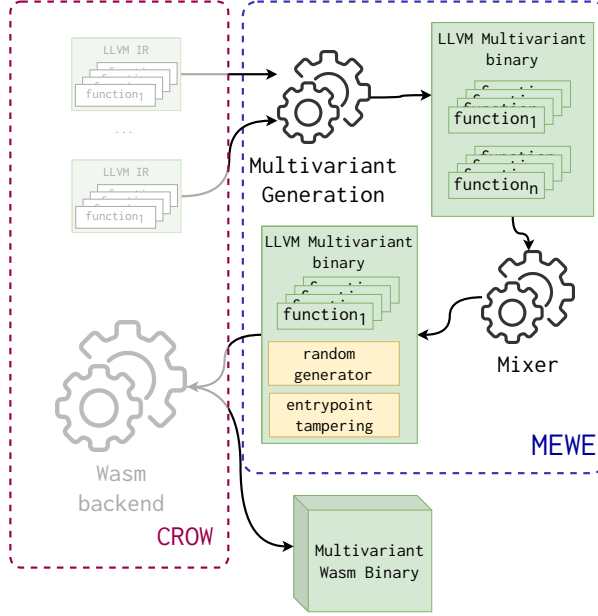 LLVM IR
function1
...
LLVM IR
function1
Multivariant
Generation
LLVM Multivariant
binary
function1
functionn
Mixer
LLVM Multivariant
binary
function1
random
generator
entrypoint
tampering
MEWE
Wasm
backend
CROW
Multivariant
Wasm Binary